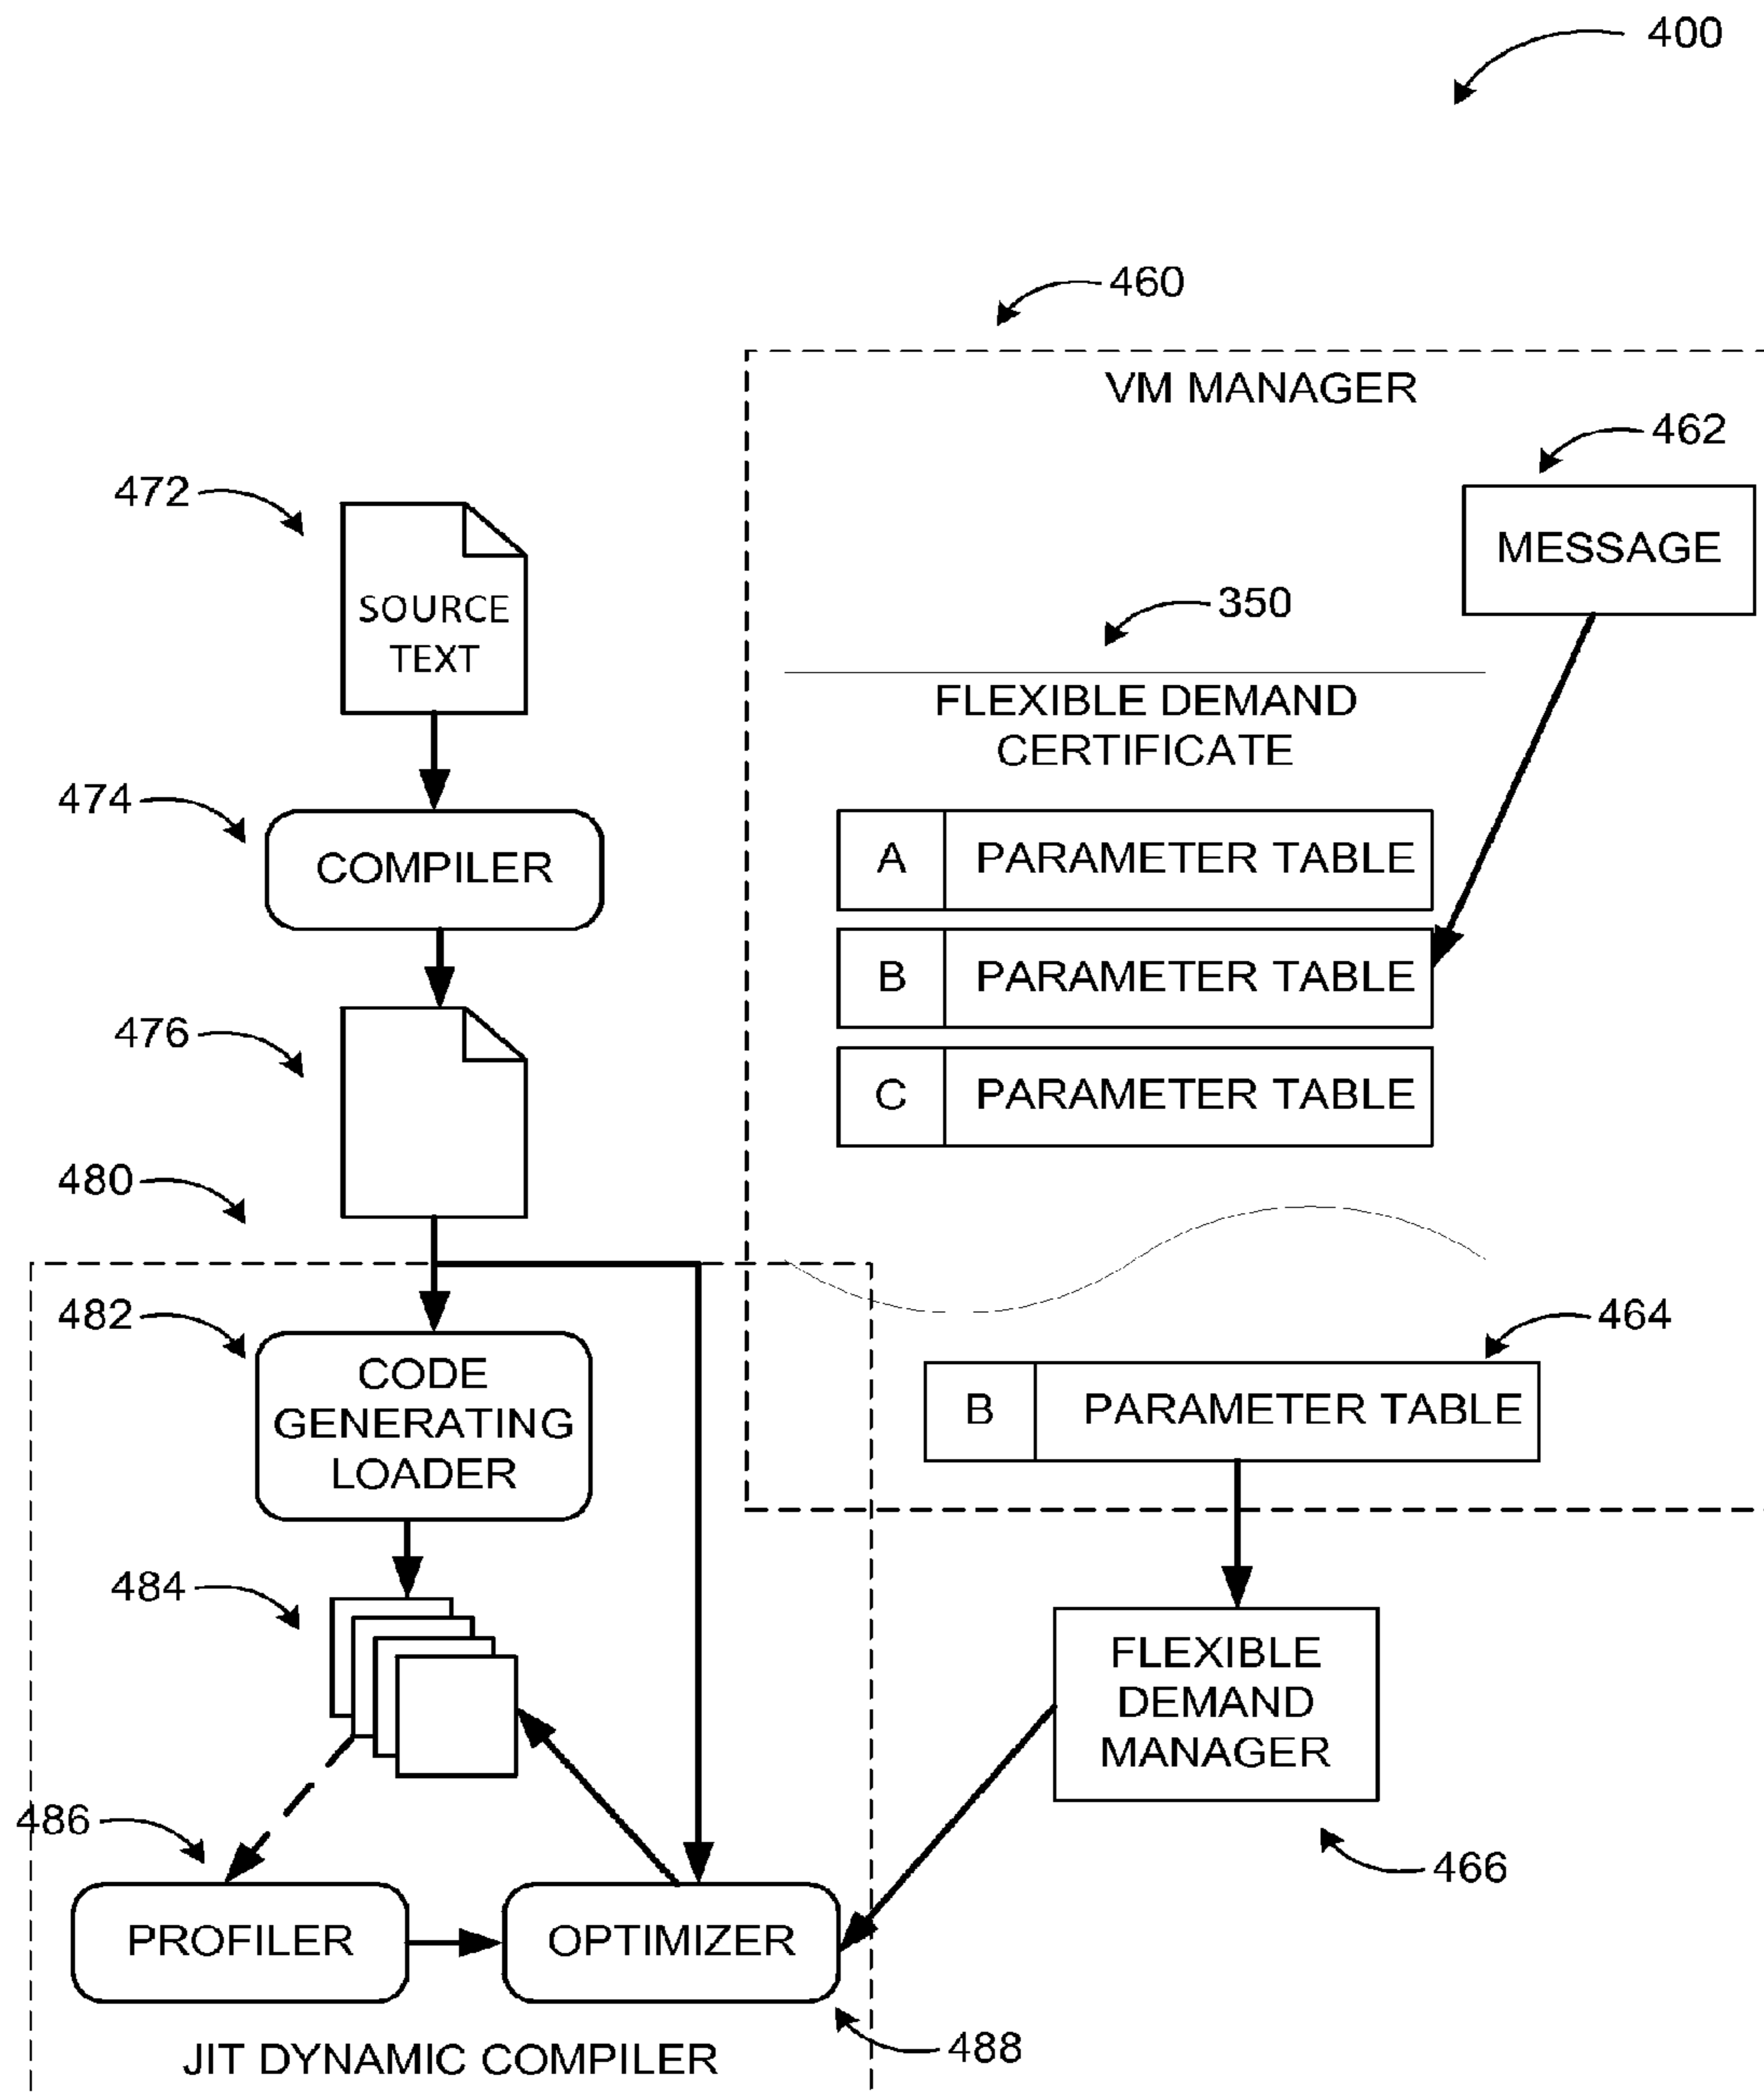 400
460
VM MANAGER
462
472
MESSAGE
SOURCE
TEXT
350
FLEXIBLE DEMAND
CERTIFICATE
474
COMPILER
A PARAMETER TABLE
B PARAMETER TABLE
476
C PARAMETER TABLE
480
482
464
CODE
GENERATING
LOADER
B PARAMETER TABLE
484
FLEXIBLE
DEMAND
MANAGER
486
466
PROFILER
OPTIMIZER
488
JIT DYNAMIC COMPILER